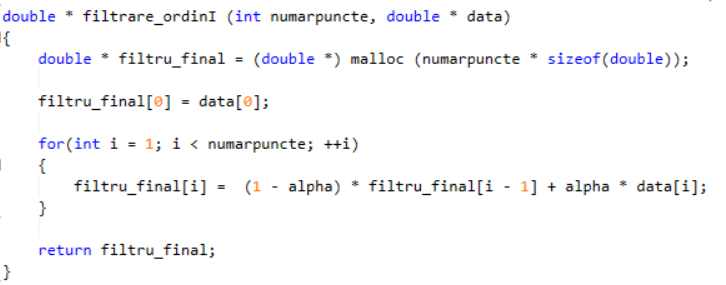 double * filtrare_ordinI (int numarpuncte, double * data)
{
double * filtru_final = (double *) malloc (numarpuncte * sizeof(double));
filtru_final[0] = data[0];
for(int i = 1; i < numarpuncte; ++i)
{
filtru_final[i] =  (1 - alpha) * filtru_final[i - 1] + alpha * data[i];
}
return filtru_final;
}